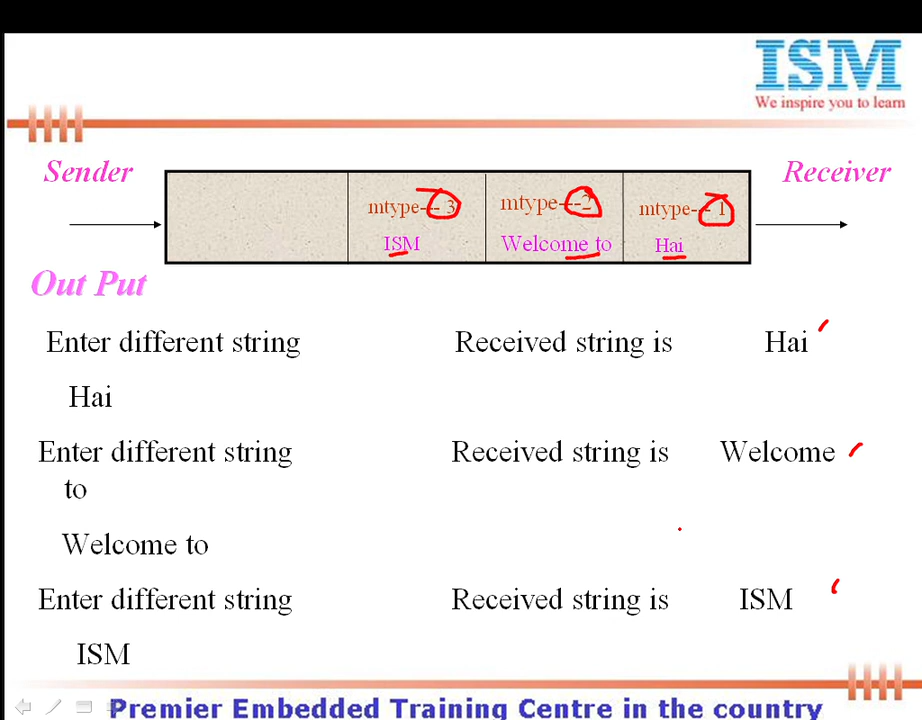 ISM
We inspire you to learn
Sender
Receiver
mtype--- 3
mtype---2
mtype--- 1
ISM
Welcome to
Hai
Out Put
Enter different string Received string is Hai
Hai
Enter different string Received string is Welcome
to
Welcome to
Enter different string Received string is ISM
ISM
Premier Embedded Training Centre in the country